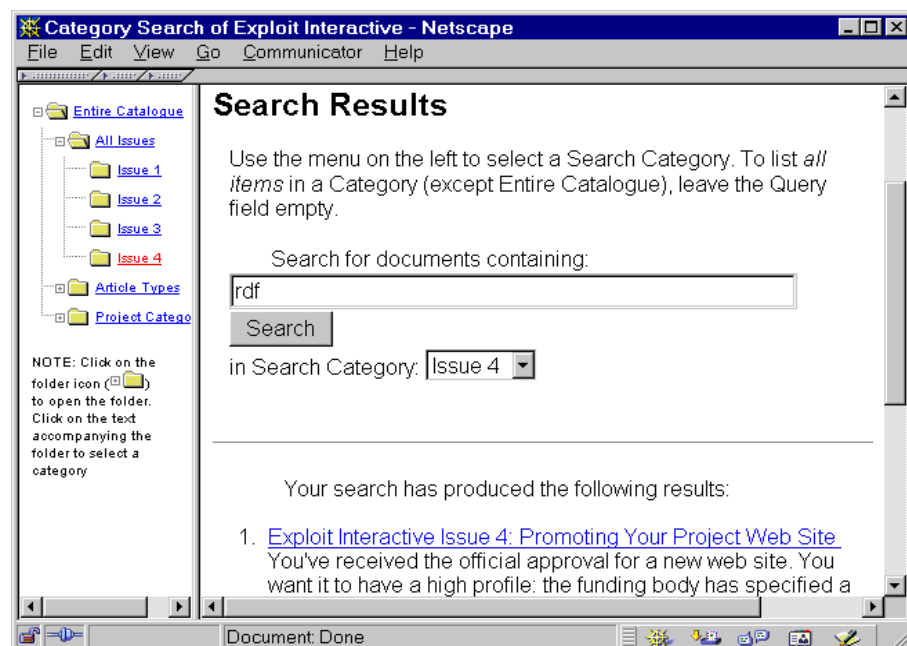 Category Search of Exploit Interactive - Netscape
File Edit View Go Communicator Help
Entire Catalogue
All Issues
Issue 1
Issue 2
Issue 3
Issue 4
Article Types
Project Catego
NOTE: Click on the
folder icon ( )
to open the folder.
Click on the text
accompanying the
folder to select a
category
Search Results
Use the menu on the left to select a Search Category. To list all
items in a Category (except Entire Catalogue), leave the Query
field empty.
Search for documents containing:
rdf
Search
in Search Category: Issue 4
Your search has produced the following results:
1. Exploit Interactive Issue 4: Promoting Your Project Web Site
You've received the official approval for a new web site. You
want it to have a high profile: the funding body has specified a
Document: Done